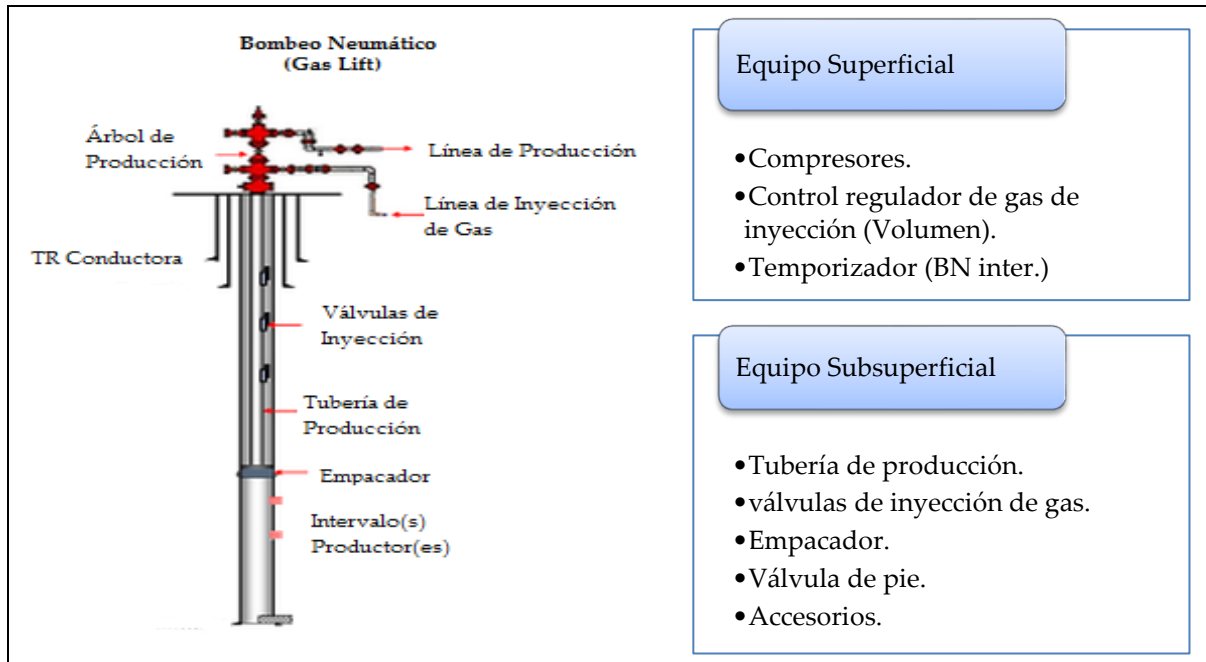 Bombeo Neumático
(Gas Lift)
Árbol de
Producción
Línea de Producción
Línea de Inyección
de Gas
TR Conductora
Válvulas de
Inyección
Tubería de
Producción
Empacador
Intervalo(s)
Productor(es)
Equipo Superficial
•Compresores.
•Control regulador de gas de
inyección (Volumen).
•Temporizador (BN inter.)
Equipo Subsuperficial
•Tubería de producción.
•válvulas de inyección de gas.
•Empacador.
•Válvula de pie.
•Accesorios.